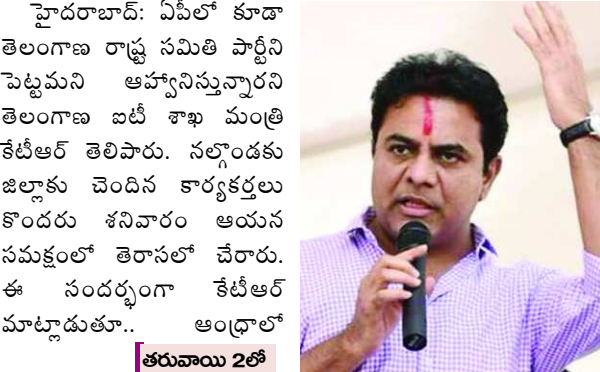 హైదరాబాద్: ఏపీలో కూడా
తెలంగాణ రాష్ట్ర సమితి పార్టీని
పెట్టమని ఆహ్వానిస్తున్నారని
తెలంగాణ ఐటీ శాఖ మంత్రి
కేటీఆర్ తెలిపారు. నల్గొండకు
జిల్లాకు చెందిన కార్యకర్తలు
కొందరు శనివారం ఆయన
సమక్షంలో తెరాసలో చేరారు.
ఈ సందర్భంగా కేటీఆర్
మాట్లాడుతూ.. ఆంధ్రాలో
తరువాయి 2లో